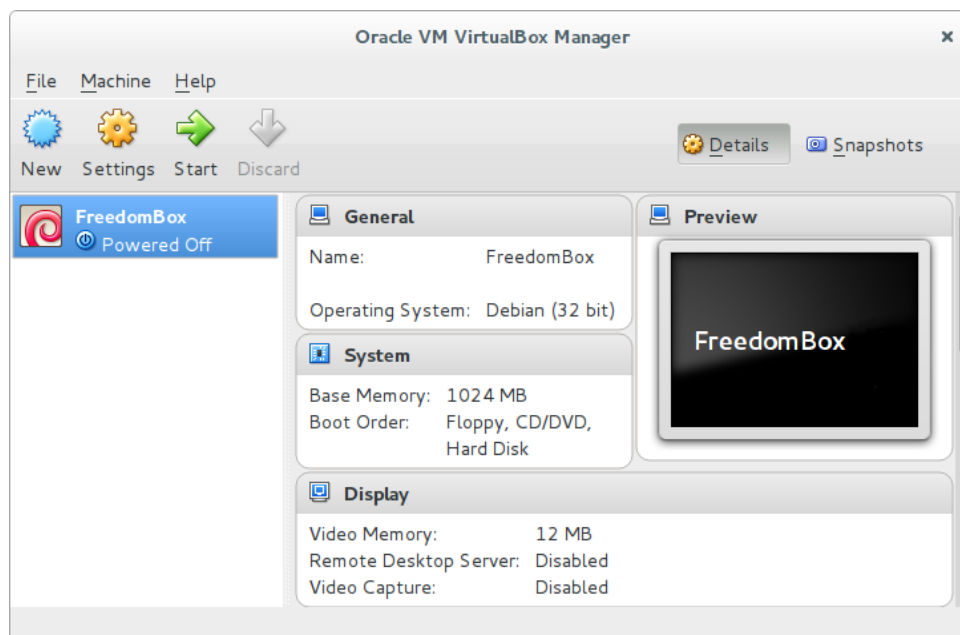 Oracle VM VirtualBox Manager
File Machine Help
New Settings Start Discard
Details Snapshots
FreedomBox
Powered Off
General
Name: FreedomBox
Operating System: Debian (32 bit)
System
Base Memory: 1024 MB
Boot Order: Floppy, CD/DVD,
Hard Disk
Preview
FreedomBox
Display
Video Memory: 12 MB
Remote Desktop Server: Disabled
Video Capture: Disabled